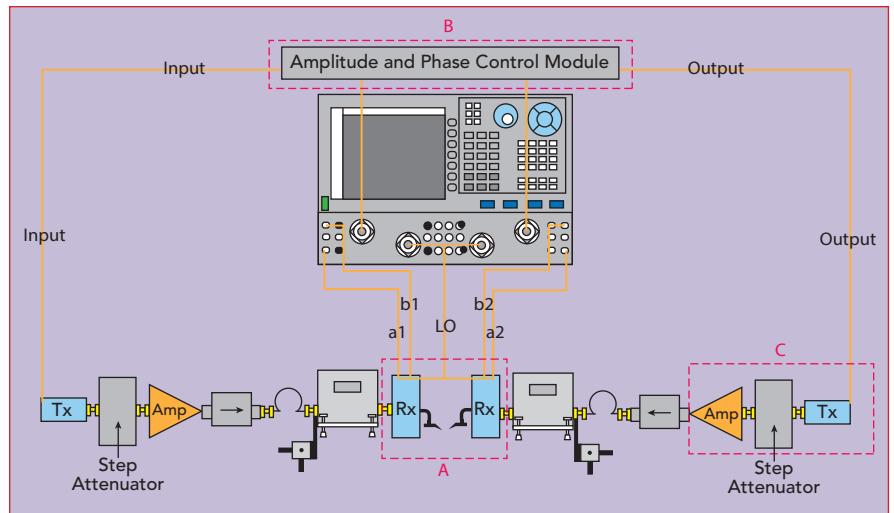 B
Amplitude and Phase Control Module
Input
Output
Input
Output
b1
b2
a1
LO
a2
C
Tx
Amp
Rx
Rx
Amp
Tx
A
Step
Attenuator
Step
Attenuator